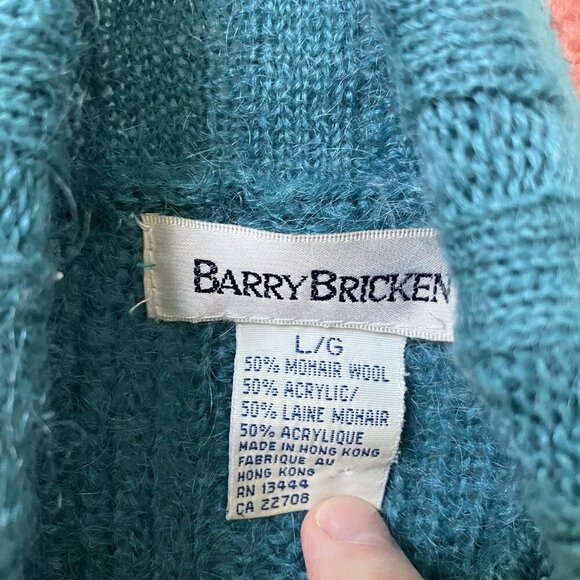 BARRY BRICKEN
L/G
50% MOHAIR WOOL
50% ACRYLIC/
50% LAINE MOHAIR
50% ACRYLIQUE
MADE IN HONG KONG
FABRIQUE AU
HONG KONG
RN 13444
CA 22708